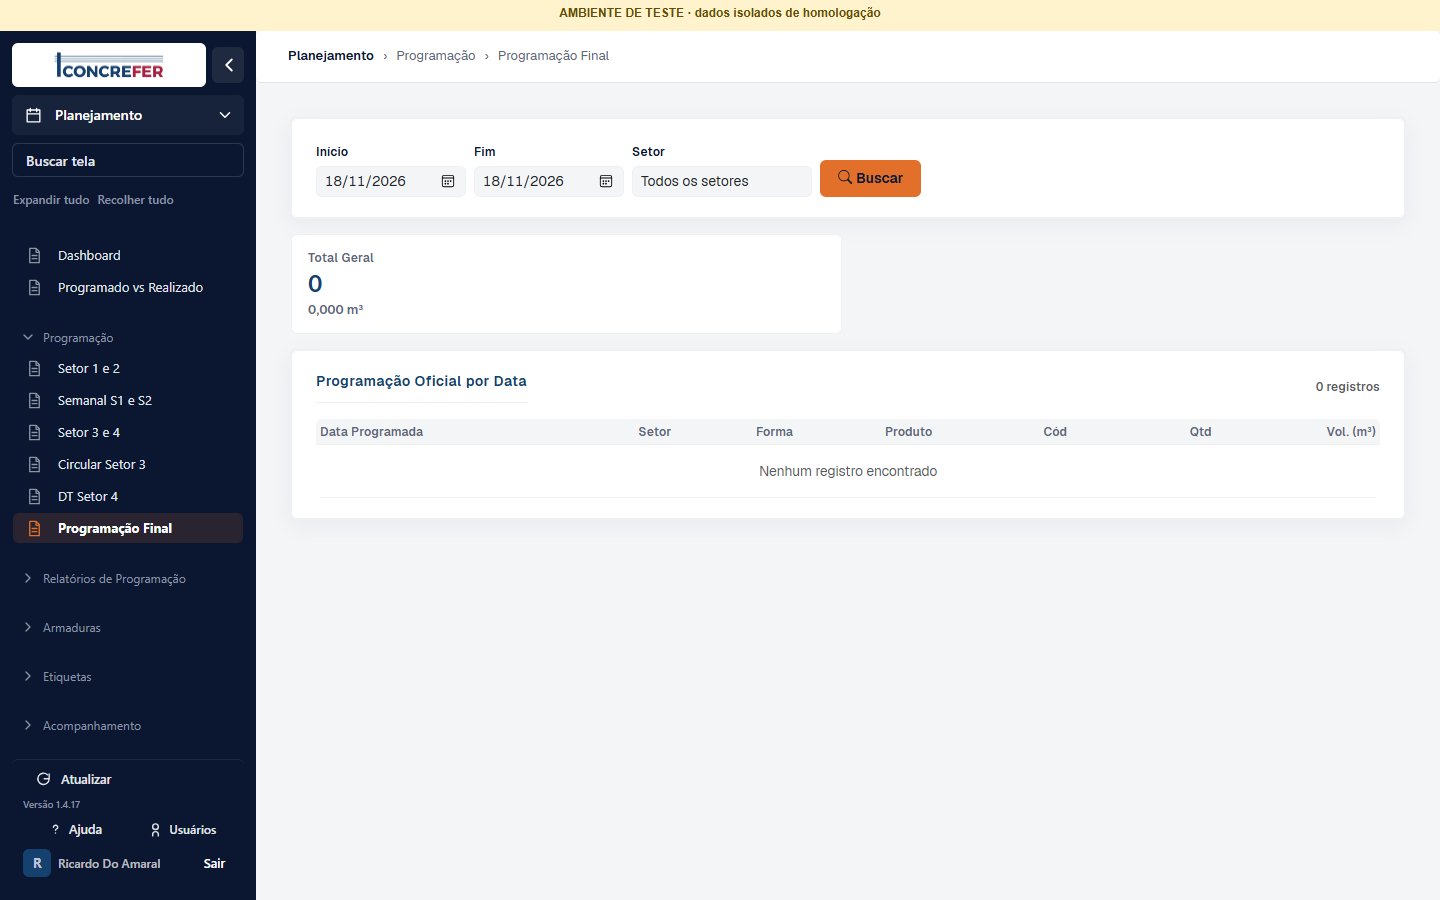 AMBIENTE DE TESTE · dados isolados de homologação
CONCREFER
Planejamento
Buscar tela
Expandir tudo Recolher tudo
Dashboard
Programado vs Realizado
Programação
Setor 1 e 2
Semanal S1 e S2
Setor 3 e 4
Circular Setor 3
DT Setor 4
Programação Final
Relatórios de Programação
Armaduras
Etiquetas
Acompanhamento
Atualizar
Versão 1.4.17
? Ajuda Usuários
R Ricardo Do Amaral Sair
Planejamento › Programação › Programação Final
Início Fim Setor
18/11/2026 18/11/2026 Todos os setores Buscar
Total Geral
0
0,000 m³
Programação Oficial por Data
0 registros
Data Programada Setor Forma Produto Cód Qtd Vol. (m³)
Nenhum registro encontrado